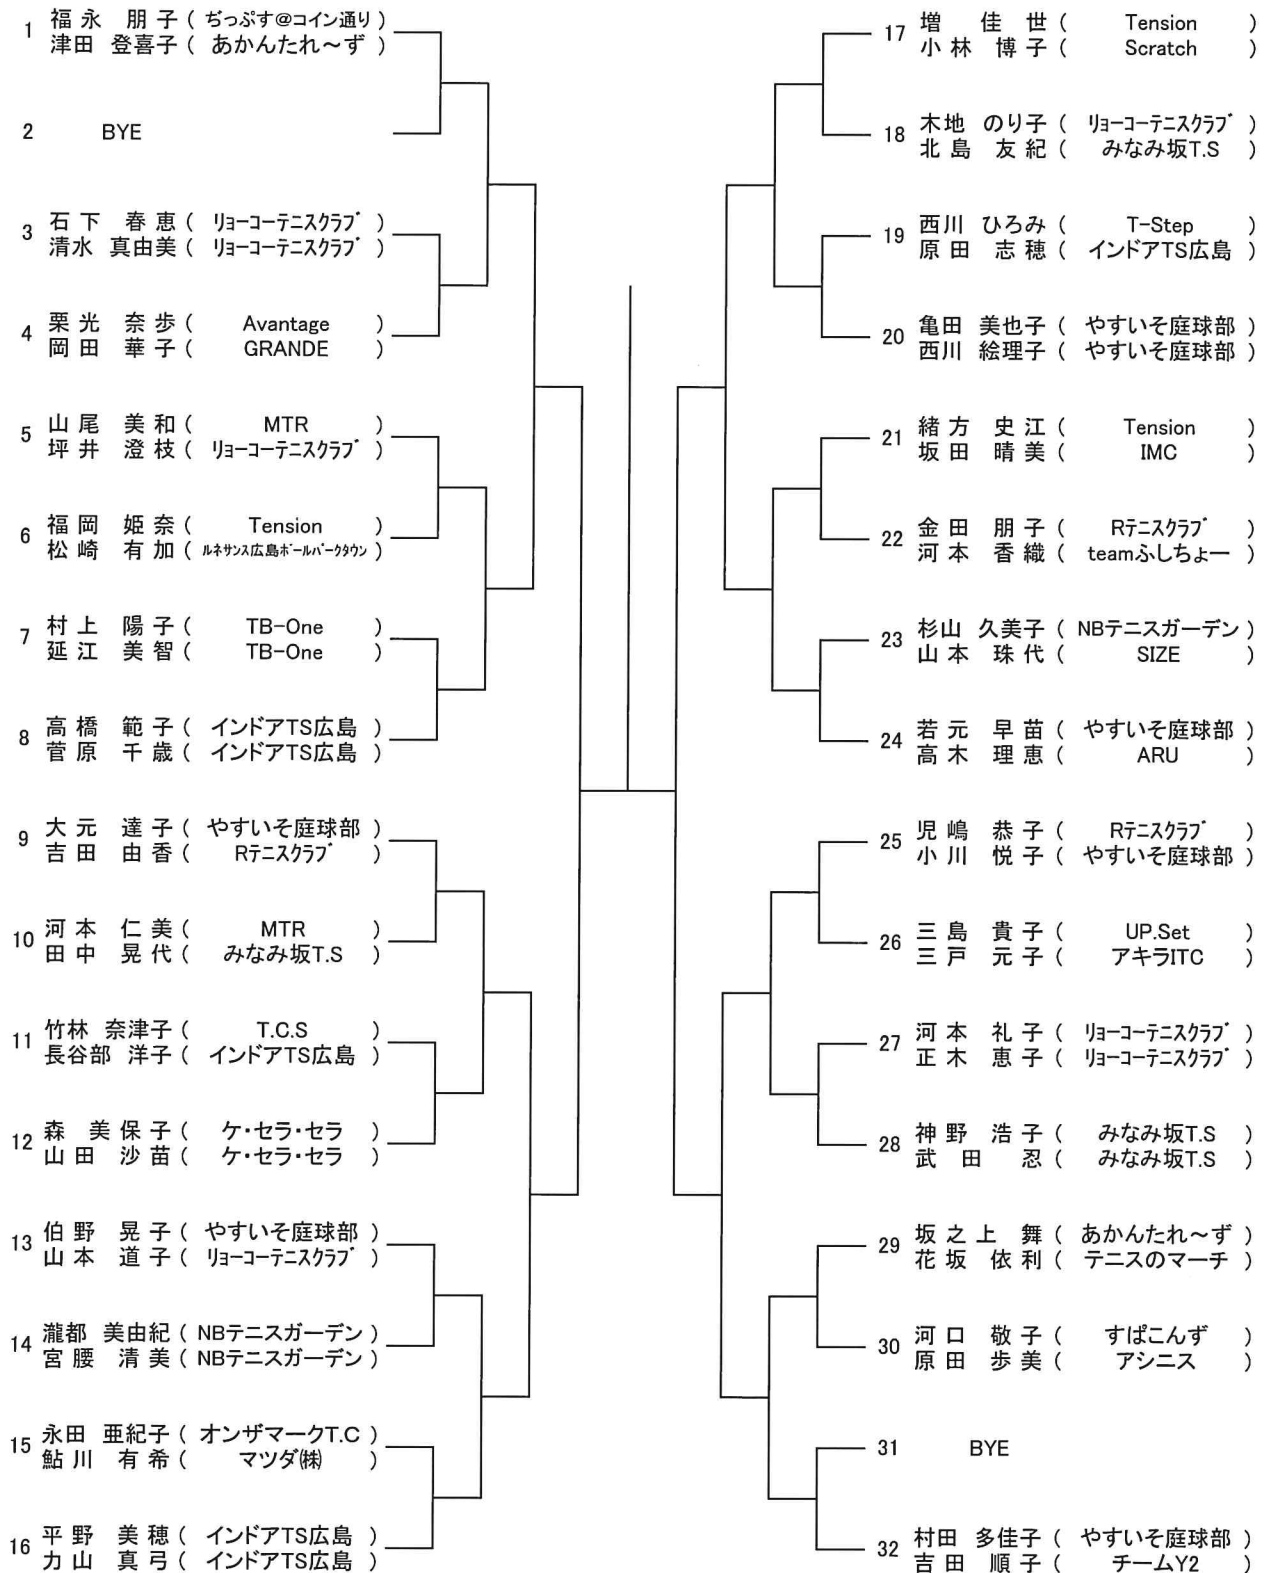 1 福永 朋子 ( ぢっぷす@コイン通り )
津田 登喜子 ( あかんたれ～ず )
2 BYE
3 石下 春恵 ( リョーコーテニスクラブ )
清水 真由美 ( リョーコーテニスクラブ )
4 栗光 奈歩 ( Avantage )
岡田 華子 ( GRANDE )
5 山尾 美和 ( MTR )
坪井 澄枝 ( リョーコーテニスクラブ )
6 福岡 姫奈 ( Tension )
松崎 有加 ( ルネサンス広島ボールパークタウン )
7 村上 陽子 ( TB-One )
延江 美智 ( TB-One )
8 高橋 範子 ( インドアTS広島 )
菅原 千歳 ( インドアTS広島 )
9 大元 達子 ( やすいそ庭球部 )
吉田 由香 ( Rテニスクラブ )
10 河本 仁美 ( MTR )
田中 晃代 ( みなみ坂T.S )
11 竹林 奈津子 ( T.C.S )
長谷部 洋子 ( インドアTS広島 )
12 森 美保子 ( ケ・セラ・セラ )
山田 沙苗 ( ケ・セラ・セラ )
13 伯野 晃子 ( やすいそ庭球部 )
山本 道子 ( リョーコーテニスクラブ )
14 瀧都 美由紀 ( NBテニスガーデン )
宮腰 清美 ( NBテニスガーデン )
15 永田 亜紀子 ( オンザマークT.C )
鮎川 有希 ( マツダ㈱ )
16 平野 美穂 ( インドアTS広島 )
力山 真弓 ( インドアTS広島 )
17 増 佳世 ( Tension )
小林 博子 ( Scratch )
18 木地 のり子 ( リョーコーテニスクラブ )
北島 友紀 ( みなみ坂T.S )
19 西川 ひろみ ( T-Step )
原田 志穂 ( インドアTS広島 )
20 亀田 美也子 ( やすいそ庭球部 )
西川 絵理子 ( やすいそ庭球部 )
21 緒方 史江 ( Tension )
坂田 晴美 ( IMC )
22 金田 朋子 ( Rテニスクラブ )
河本 香織 ( teamふしちょー )
23 杉山 久美子 ( NBテニスガーデン )
山本 珠代 ( SIZE )
24 若元 早苗 ( やすいそ庭球部 )
高木 理恵 ( ARU )
25 児嶋 恭子 ( Rテニスクラブ )
小川 悦子 ( やすいそ庭球部 )
26 三島 貴子 ( UP.Set )
三戸 元子 ( アキラITC )
27 河本 礼子 ( リョーコーテニスクラブ )
正木 恵子 ( リョーコーテニスクラブ )
28 神野 浩子 ( みなみ坂T.S )
武田 忍 ( みなみ坂T.S )
29 坂之上 舞 ( あかんたれ～ず )
花坂 依利 ( テニスのマーチ )
30 河口 敬子 ( すぱこんず )
原田 歩美 ( アシニス )
31 BYE
32 村田 多佳子 ( やすいそ庭球部 )
吉田 順子 ( チームY2 )